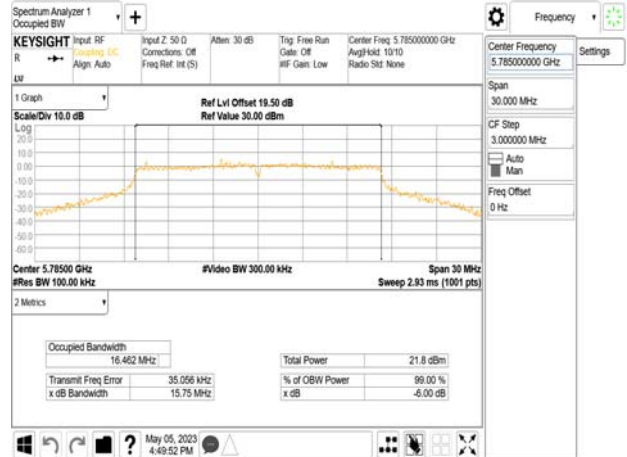 Spectrum Analyzer 1
Occupied BW
+
KEYSIGHT
R
Input: RF
Coupling: DC
Align: Auto
Input Z: 50 Ω
Corrections: Off
Freq Ref: Int (S)
Atten: 30 dB
Trig: Free Run
Gate: Off
#IF Gain: Low
Center Freq: 5.785000000 GHz
Avg|Hold: 10/10
Radio Std: None
1 Graph
Scale/Div 10.0 dB
Ref Lvl Offset 19.50 dB
Ref Value 30.00 dBm
Log
20.0
10.0
0.00
-10.0
-20.0
-30.0
-40.0
-50.0
-60.0
Center 5.78500 GHz
#Res BW 100.00 kHz
#Video BW 300.00 kHz
Span 30 MHz
Sweep 2.93 ms (1001 pts)
2 Metrics
Occupied Bandwidth
16.462 MHz
Transmit Freq Error 35.056 kHz
x dB Bandwidth 15.75 MHz
Total Power 21.8 dBm
% of OBW Power 99.00 %
x dB -6.00 dB
?
May 05, 2023
4:49:52 PM
Frequency
Settings
Center Frequency
5.785000000 GHz
Span
30.000 MHz
CF Step
3.000000 MHz
Auto
Man
Freq Offset
0 Hz